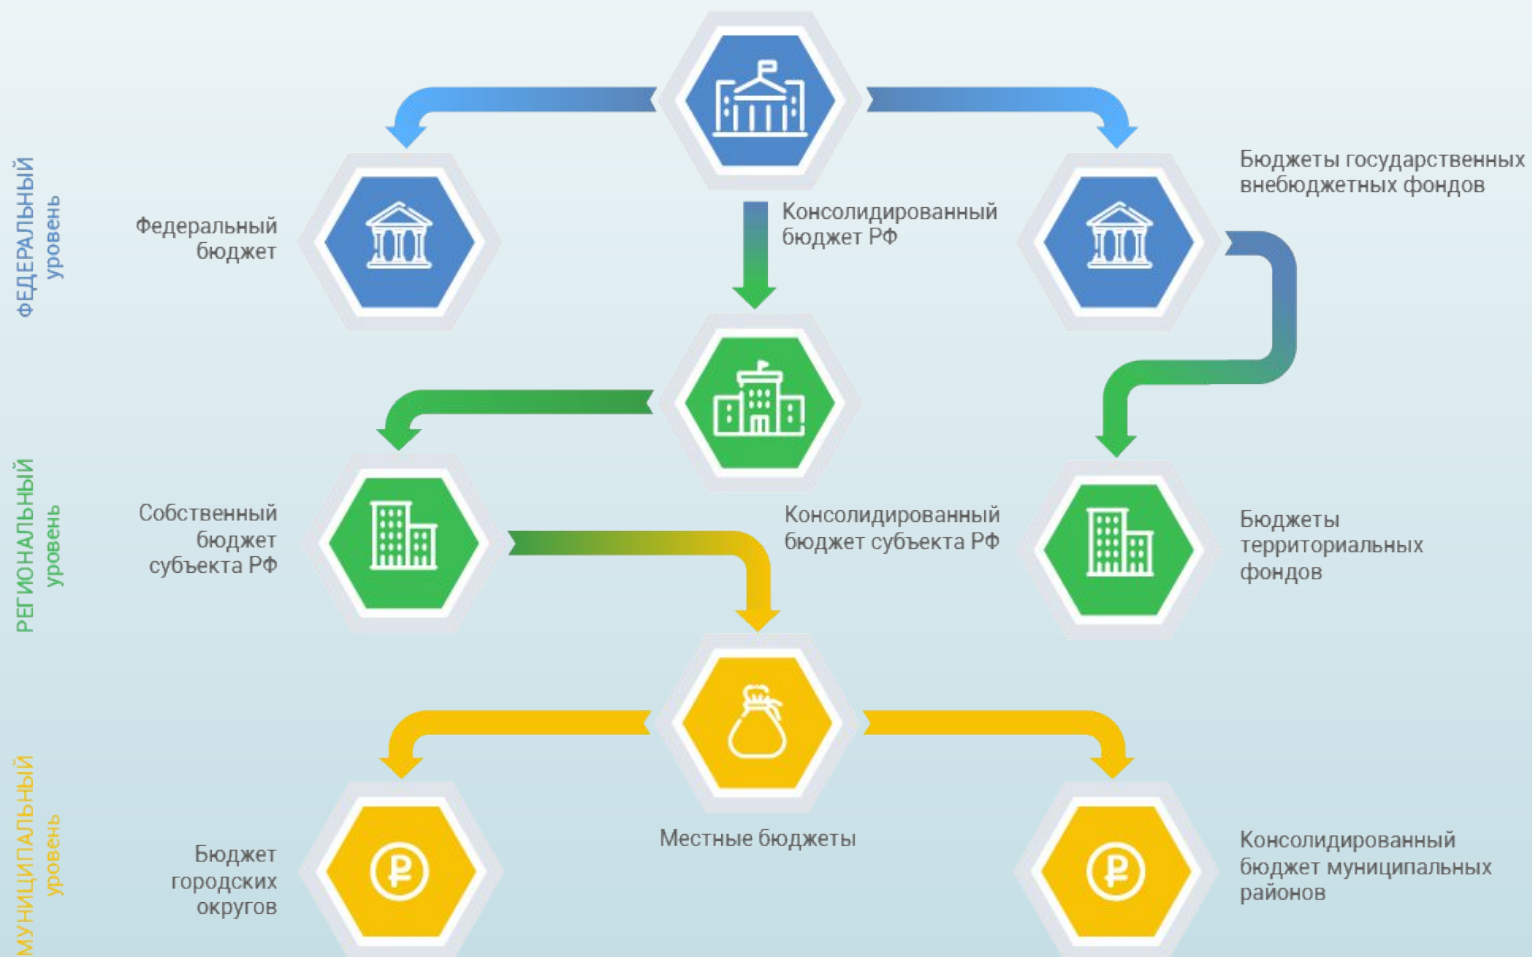 ФЕДЕРАЛЬНЫЙ
уровень
Федеральный
бюджет
Консолидированный
бюджет РФ
Бюджеты государственных
внебюджетных фондов
РЕГИОНАЛЬНЫЙ
уровень
Собственный
бюджет
субъекта РФ
Консолидированный
бюджет субъекта РФ
Бюджеты
территориальных
фондов
МУНИЦИПАЛЬНЫЙ
уровень
Бюджет
городских
округов
Местные бюджеты
Консолидированный
бюджет муниципальных
районов